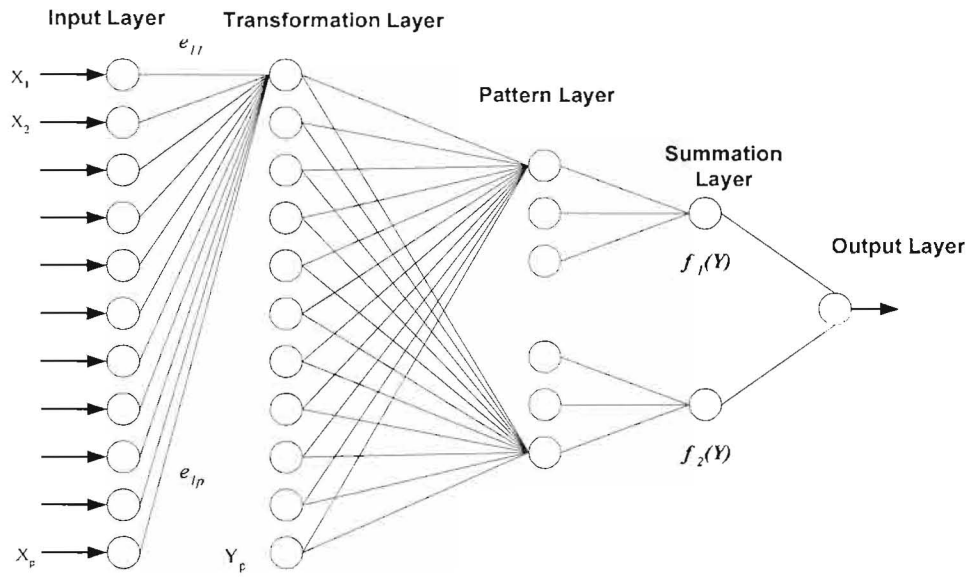 Input Layer
Transformation Layer
e₁₁
X₁
Pattern Layer
X₂
Summation
Layer
Output Layer
f₁(Y)
f₂(Y)
e₁ₚ
Xₚ
Yₚ